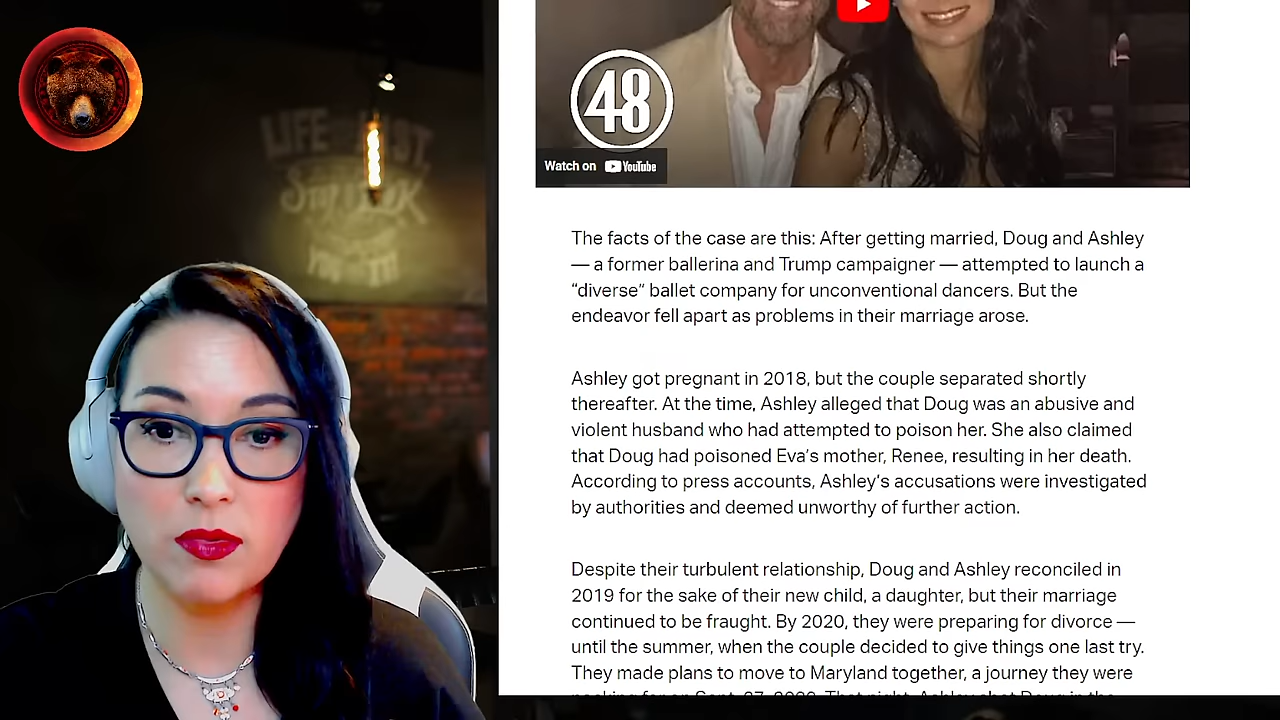 LIFE
48
Watch on YouTube
The facts of the case are this: After getting married, Doug and Ashley
— a former ballerina and Trump campaigner — attempted to launch a
“diverse” ballet company for unconventional dancers. But the
endeavor fell apart as problems in their marriage arose.
Ashley got pregnant in 2018, but the couple separated shortly
thereafter. At the time, Ashley alleged that Doug was an abusive and
violent husband who had attempted to poison her. She also claimed
that Doug had poisoned Eva’s mother, Renee, resulting in her death.
According to press accounts, Ashley’s accusations were investigated
by authorities and deemed unworthy of further action.
Despite their turbulent relationship, Doug and Ashley reconciled in
2019 for the sake of their new child, a daughter, but their marriage
continued to be fraught. By 2020, they were preparing for divorce —
until the summer, when the couple decided to give things one last try.
They made plans to move to Maryland together, a journey they were